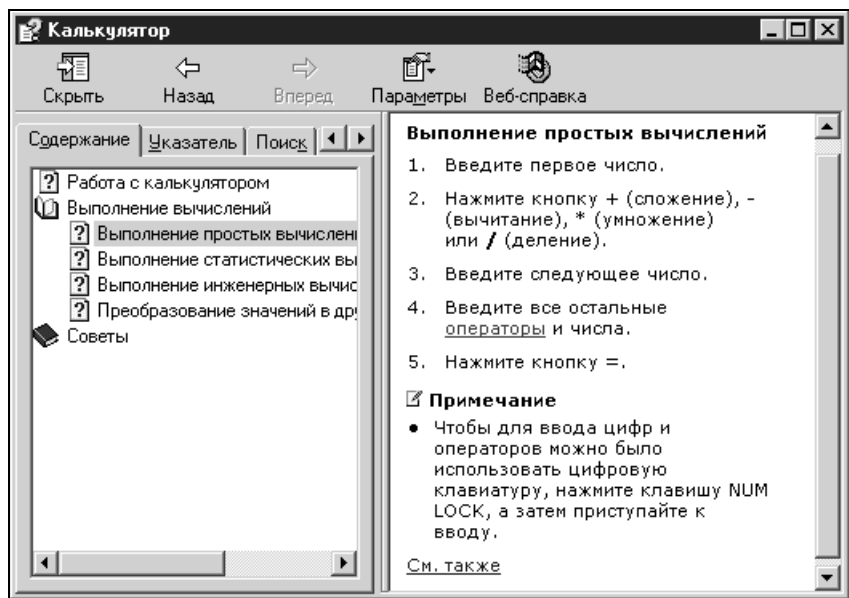 Калькулятор
Скрыть Назад Вперед Параметры Веб-справка
Содержание Указатель Поиск
Работа с калькулятором
Выполнение вычислений
Выполнение простых вычислен
Выполнение статистических вы
Выполнение инженерных вычис
Преобразование значений в дру
Советы
Выполнение простых вычислений
1. Введите первое число.
2. Нажмите кнопку + (сложение), -
(вычитание), * (умножение)
или / (деление).
3. Введите следующее число.
4. Введите все остальные
операторы и числа.
5. Нажмите кнопку =.
Примечание
• Чтобы для ввода цифр и
операторов можно было
использовать цифровую
клавиатуру, нажмите клавишу NUM
LOCK, а затем приступайте к
вводу.
См. также